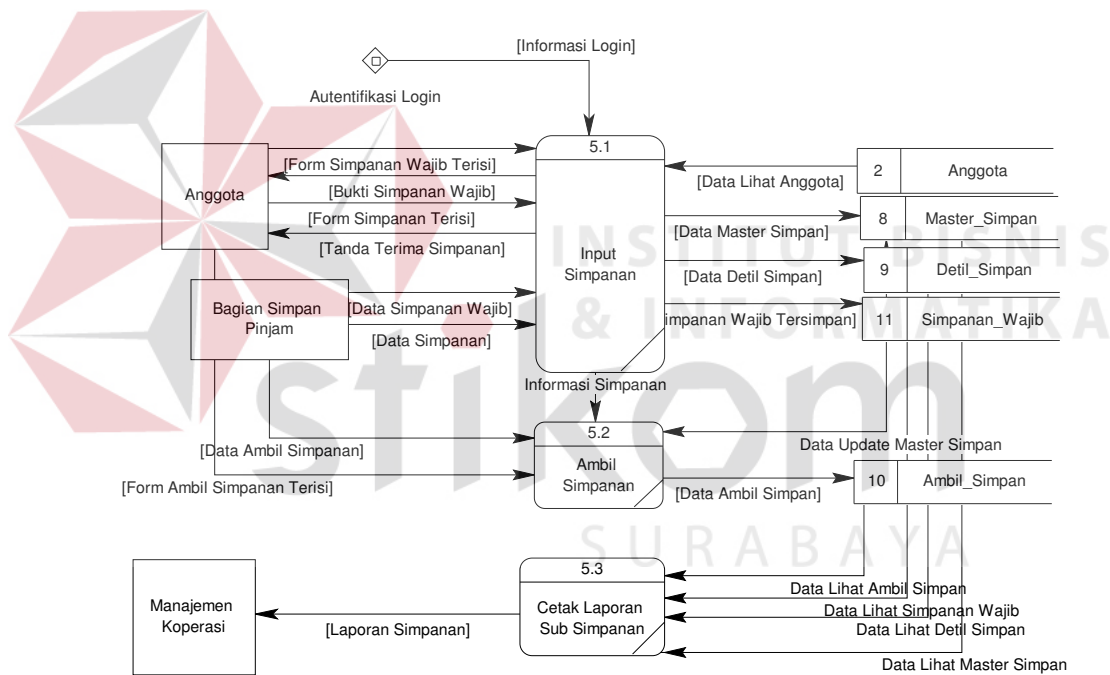 [Informasi Login]
Autentifikasi Login
5.1
Input
Simpanan
Anggota
[Form Simpanan Wajib Terisi]
[Bukti Simpanan Wajib]
[Form Simpanan Terisi]
[Tanda Terima Simpanan]
[Data Lihat Anggota]
2 Anggota
[Data Master Simpan]
8 Master_Simpan
[Data Detil Simpan]
9 Detil_Simpan
impanan Wajib Tersimpan]
11 Simpanan_Wajib
Bagian Simpan
Pinjam
[Data Simpanan Wajib]
[Data Simpanan]
Informasi Simpanan
5.2
Ambil
Simpanan
[Data Ambil Simpanan]
[Form Ambil Simpanan Terisi]
Data Update Master Simpan
[Data Ambil Simpan]
10 Ambil_Simpan
5.3
Cetak Laporan
Sub Simpanan
Manajemen
Koperasi
[Laporan Simpanan]
Data Lihat Ambil Simpan
Data Lihat Simpanan Wajib
Data Lihat Detil Simpan
Data Lihat Master Simpan
INSTITUT BISNIS
& INFORMATIKA
stikom
SURABAYA